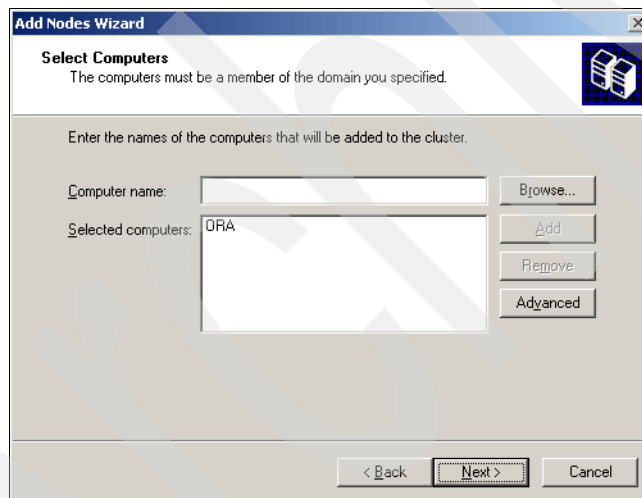 Add Nodes Wizard
Select Computers
The computers must be a member of the domain you specified.
Enter the names of the computers that will be added to the cluster.
Computer name:
Browse...
Selected computers:
ORA
Add
Remove
Advanced
< Back
Next >
Cancel